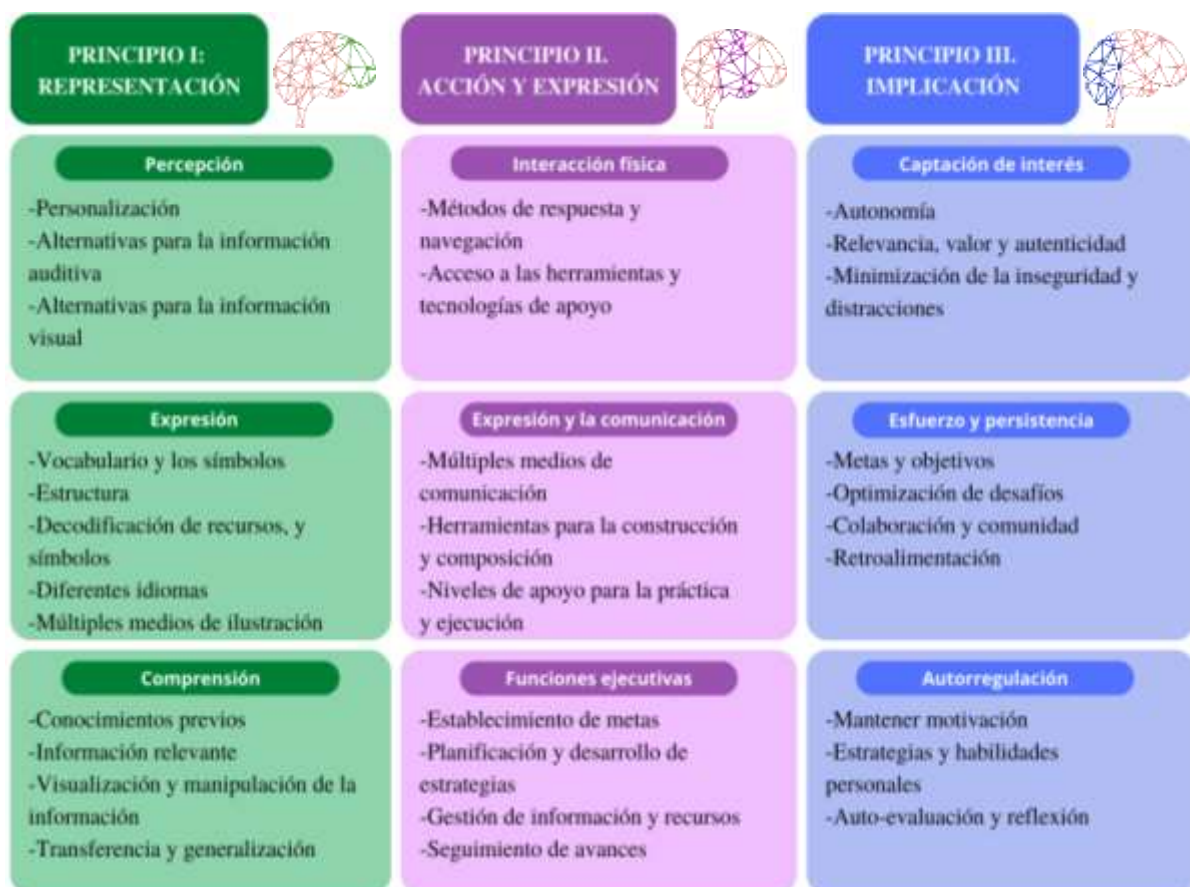 PRINCIPIO I:
REPRESENTACIÓN
PRINCIPIO II.
ACCIÓN Y EXPRESIÓN
PRINCIPIO III.
IMPLICACIÓN
Percepción
-Personalización
-Alternativas para la información
auditiva
-Alternativas para la información
visual
Interacción física
-Métodos de respuesta y
navegación
-Acceso a las herramientas y
tecnologías de apoyo
Captación de interés
-Autonomía
-Relevancia, valor y autenticidad
-Minimización de la inseguridad y
distracciones
Expresión
-Vocabulario y los símbolos
-Estructura
-Decodificación de recursos, y
símbolos
-Diferentes idiomas
-Múltiples medios de ilustración
Expresión y la comunicación
-Múltiples medios de
comunicación
-Herramientas para la construcción
y composición
-Niveles de apoyo para la práctica
y ejecución
Esfuerzo y persistencia
-Metas y objetivos
-Optimización de desafíos
-Colaboración y comunidad
-Retroalimentación
Comprensión
-Conocimientos previos
-Información relevante
-Visualización y manipulación de la
información
-Transferencia y generalización
Funciones ejecutivas
-Establecimiento de metas
-Planificación y desarrollo de
estrategias
-Gestión de información y recursos
-Seguimiento de avances
Autorregulación
-Mantener motivación
-Estrategias y habilidades
personales
-Auto-evaluación y reflexión